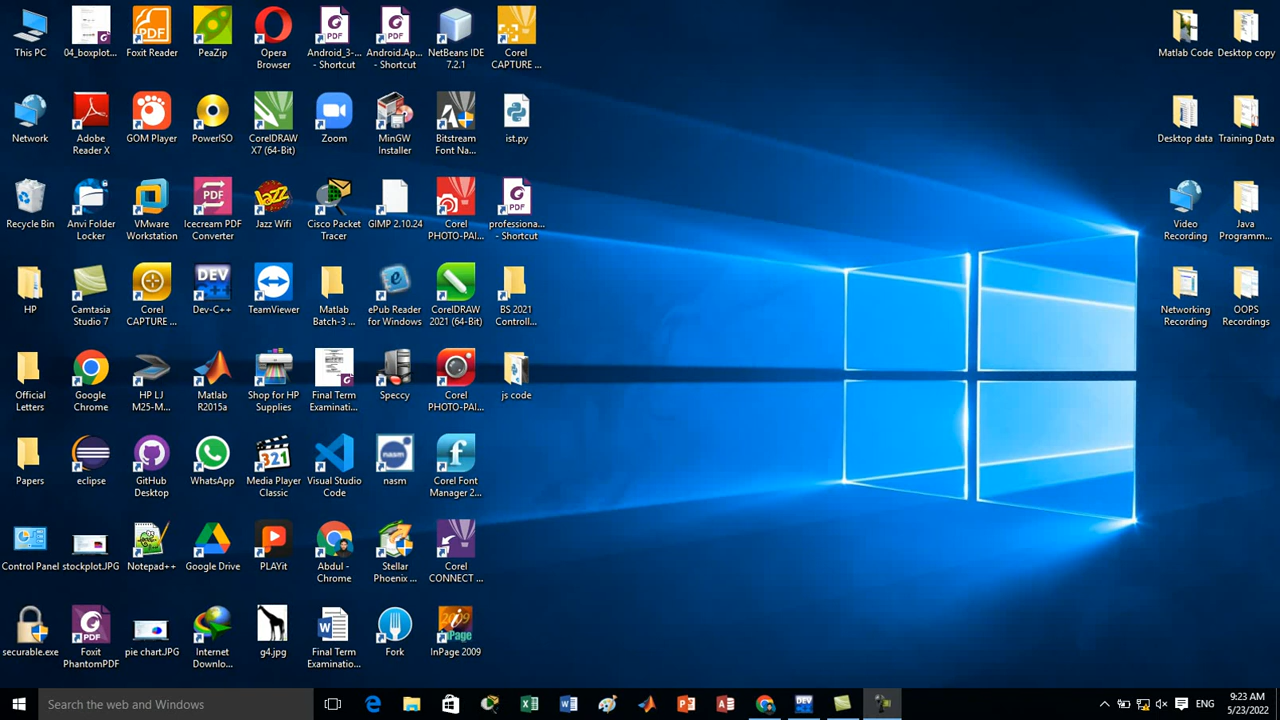 This PC
04_boxplot...
Foxit Reader
PeaZip
Opera
Browser
Android_3-...
- Shortcut
Android.Ap...
- Shortcut
NetBeans IDE
7.2.1
Corel
CAPTURE ...
Matlab Code
Desktop copy
Network
Adobe
Reader X
GOM Player
PowerISO
CorelDRAW
X7 (64-Bit)
Zoom
MinGW
Installer
Bitstream
Font Na...
ist.py
Desktop data
Training Data
Recycle Bin
Anvi Folder
Locker
VMware
Workstation
Icecream PDF
Converter
Jazz Wifi
Cisco Packet
Tracer
GIMP 2.10.24
Corel
PHOTO-PAI...
professiona...
- Shortcut
Video
Recording
Java
Programm...
HP
Camtasia
Studio 7
Corel
CAPTURE ...
Dev-C++
TeamViewer
Matlab
Batch-3 ...
ePub Reader
for Windows
CorelDRAW
2021 (64-Bit)
BS 2021
Controll...
Networking
Recording
OOPS
Recordings
Official
Letters
Google
Chrome
HP LJ
M25-M...
Matlab
R2015a
Shop for HP
Supplies
Final Term
Examinati...
Speccy
Corel
PHOTO-PAI...
js code
Papers
eclipse
GitHub
Desktop
WhatsApp
Media Player
Classic
Visual Studio
Code
nasm
Corel Font
Manager 2...
Control Panel
stockplot.JPG
Notepad++
Google Drive
PLAYit
Abdul -
Chrome
Stellar
Phoenix ...
Corel
CONNECT ...
securable.exe
Foxit
PhantomPDF
pie chart.JPG
Internet
Downlo...
g4.jpg
Final Term
Examinatio...
Fork
InPage 2009
Search the web and Windows
ENG
9:23 AM
5/23/2022